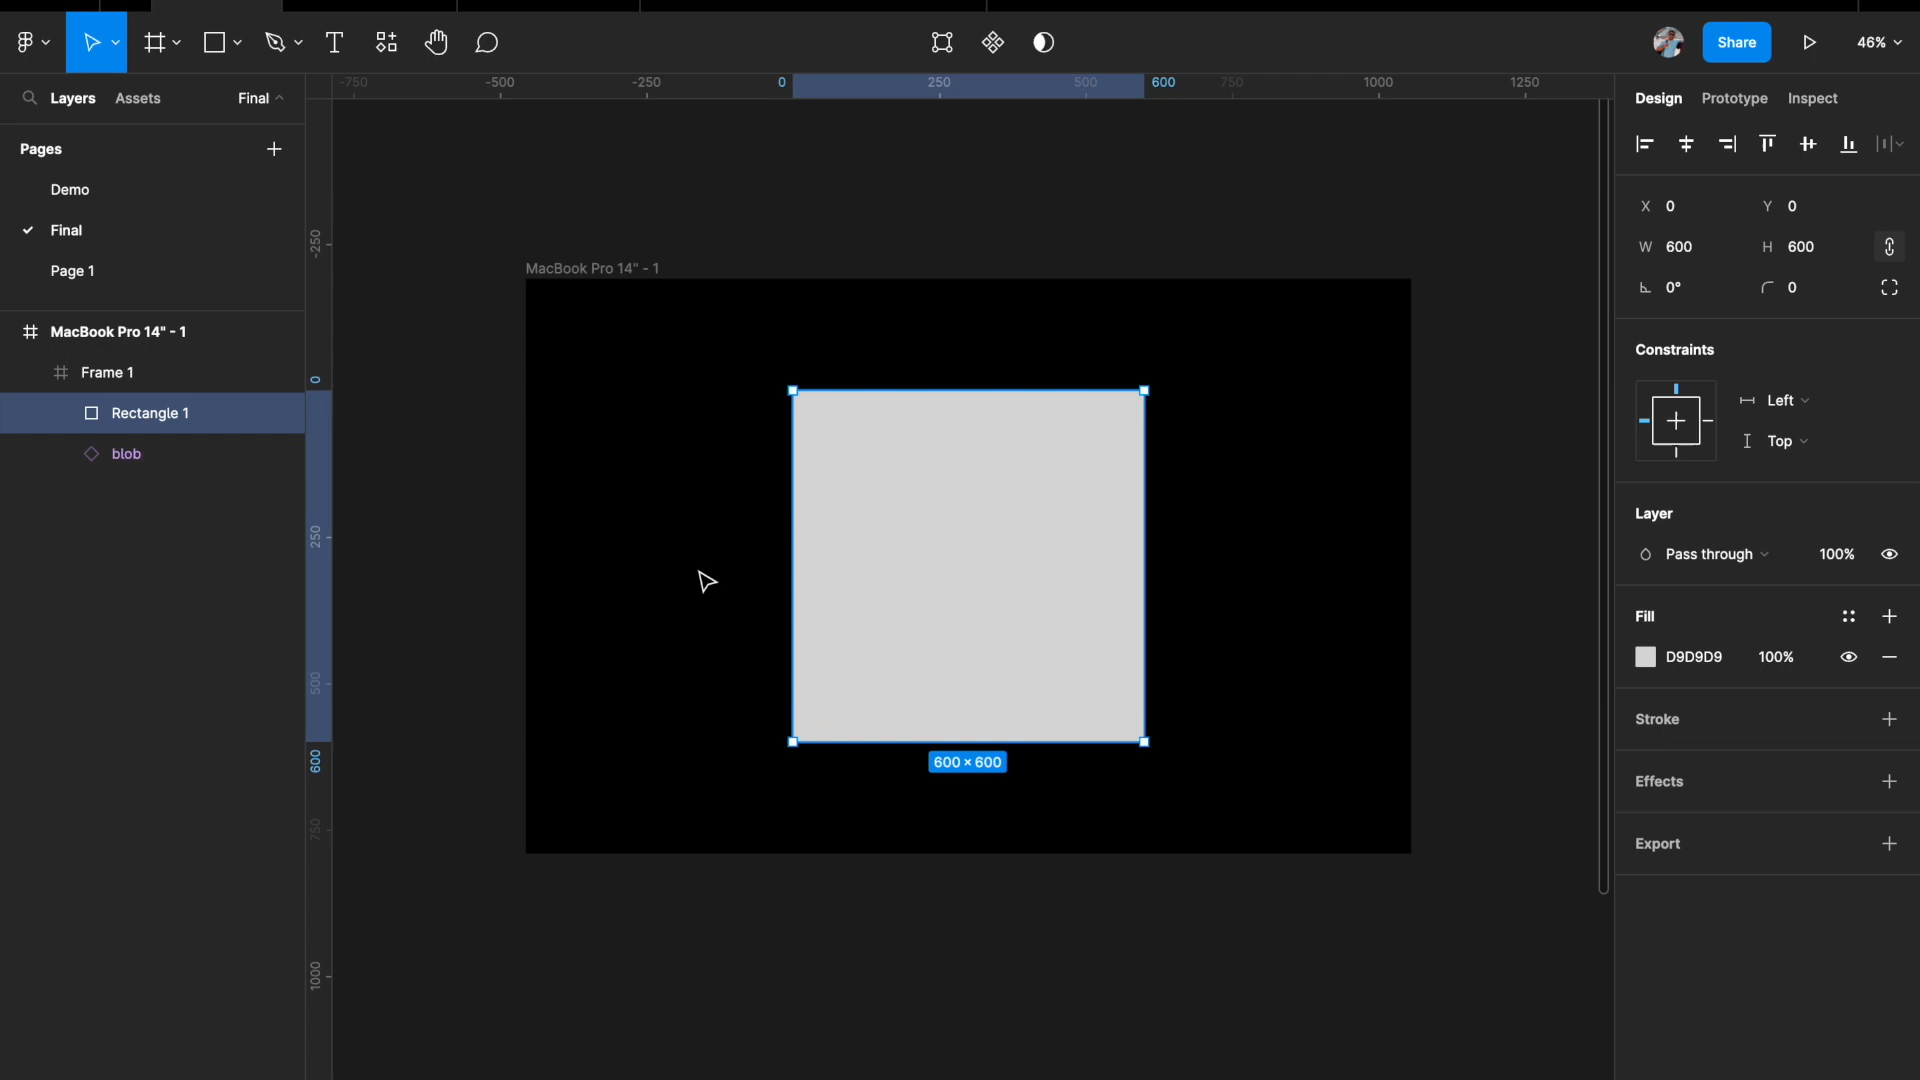 Share
46%
Layers
Assets
Final
-750
-500
-250
0
250
500
600
750
1000
1250
Design
Prototype
Inspect
Pages
Demo
Final
Page 1
MacBook Pro 14" - 1
Frame 1
Rectangle 1
blob
-250
0
250
500
600
750
1000
MacBook Pro 14" - 1
600 × 600
X 0
Y 0
W 600
H 600
0°
0
Constraints
Left
Top
Layer
Pass through
100%
Fill
D9D9D9
100%
Stroke
Effects
Export